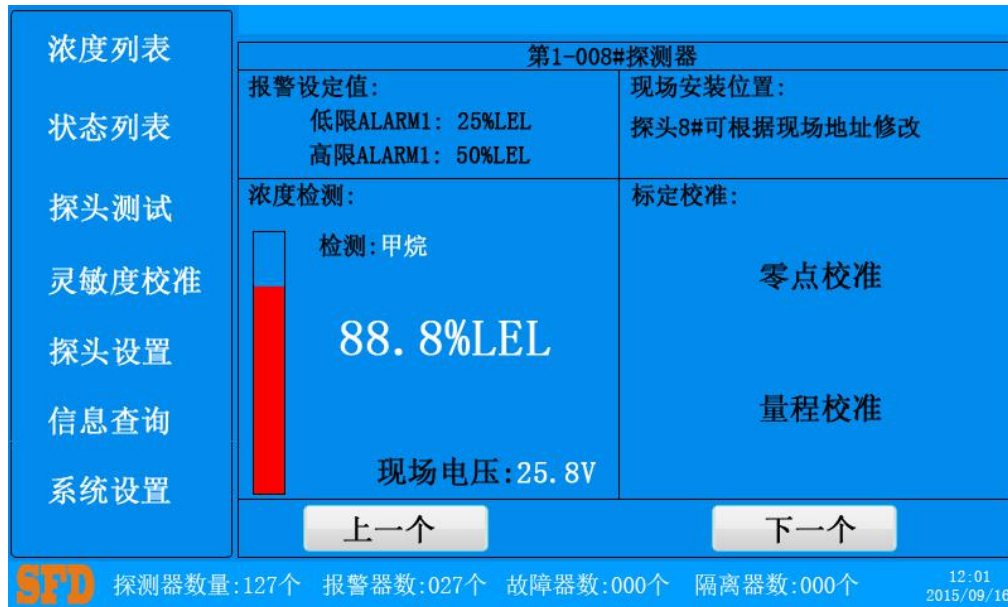 浓度列表
状态列表
探头测试
灵敏度校准
探头设置
信息查询
系统设置
第1-008#探测器
报警设定值:
低限ALARM1: 25%LEL
高限ALARM1: 50%LEL
现场安装位置:
探头8#可根据现场地址修改
浓度检测:
检测:甲烷
88.8%LEL
现场电压:25.8V
标定校准:
零点校准
量程校准
上一个
下一个
SFD
探测器数量:127个 报警器数:027个 故障器数:000个 隔离器数:000个
12:01
2015/09/16